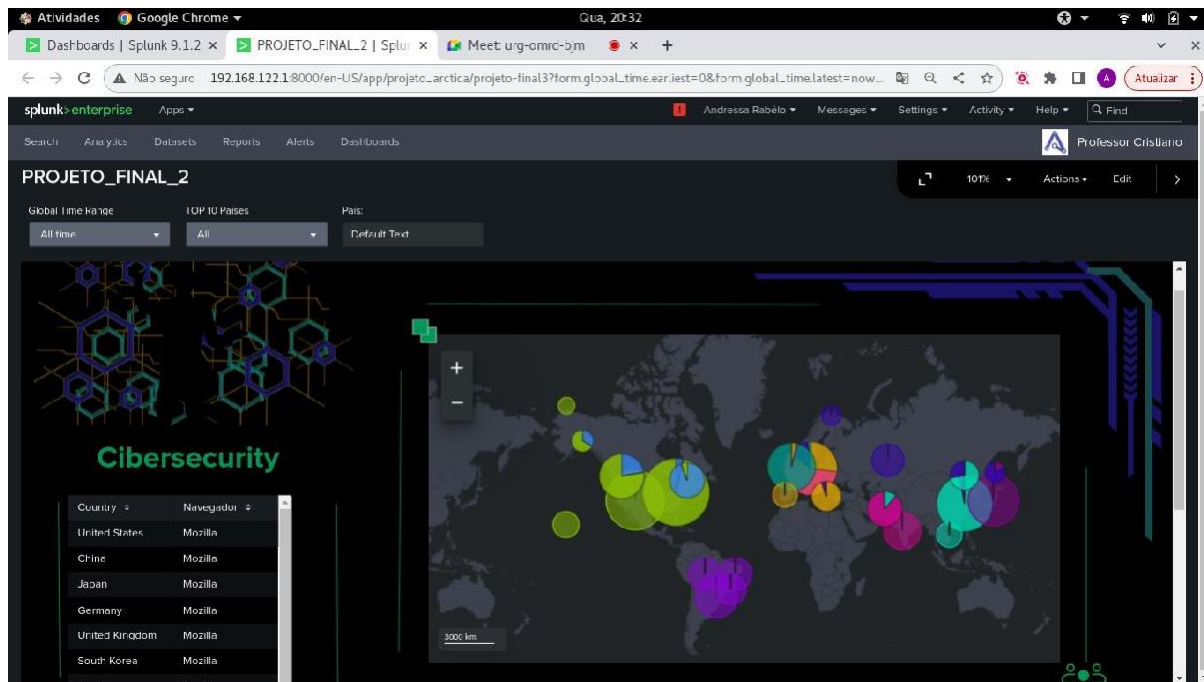 Atividades Google Chrome Qua, 20:32
Dashboards | Splunk 9.1.2 PROJETO_FINAL_2 | Splun Meet: urg-omrd-bjm
Não seguro 192.168.122.1:8000/en-US/app/projeto_arctica/projeto-final3?form.global_time.earliest=0&form.global_time.latest=now... Atualizar
splunk>enterprise Apps Andressa Rabêlo Messages Settings Activity Help Find
Search Analytics Datasets Reports Alerts Dashboards Professor Cristiano
PROJETO_FINAL_2 101% Actions Edit
Global Time Range TOP 10 Paises País:
All time All Default Text
Cibersecurity
Country Navegador
United States Mozilla
China Mozilla
Japan Mozilla
Germany Mozilla
United Kingdom Mozilla
South Korea Mozilla
3000 km